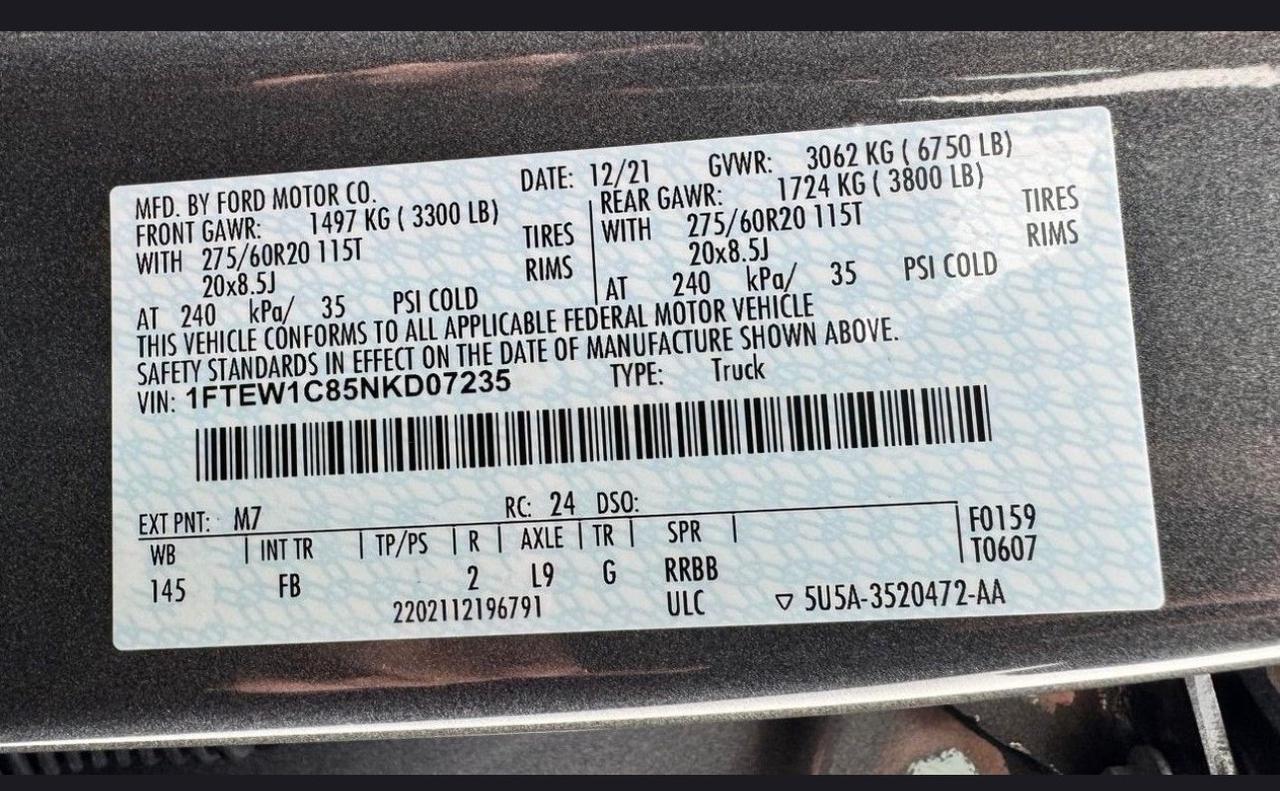 MFD. BY FORD MOTOR CO. DATE: 12/21 GVWR: 3062 KG ( 6750 LB)
FRONT GAWR: 1497 KG ( 3300 LB) REAR GAWR: 1724 KG ( 3800 LB)
WITH 275/60R20 115T TIRES WITH 275/60R20 115T TIRES
20x8.5J RIMS 20x8.5J RIMS
AT 240 kPa/ 35 PSI COLD AT 240 kPa/ 35 PSI COLD
THIS VEHICLE CONFORMS TO ALL APPLICABLE FEDERAL MOTOR VEHICLE
SAFETY STANDARDS IN EFFECT ON THE DATE OF MANUFACTURE SHOWN ABOVE.
VIN: 1FTEW1C85NKD07235 TYPE: Truck
EXT PNT: M7 RC: 24 DSO:
WB | INT TR | TP/PS | R | AXLE | TR | SPR | F0159
T0607
145 FB 2 L9 G RRBB
2202112196791 ULC ▽ 5U5A-3520472-AA